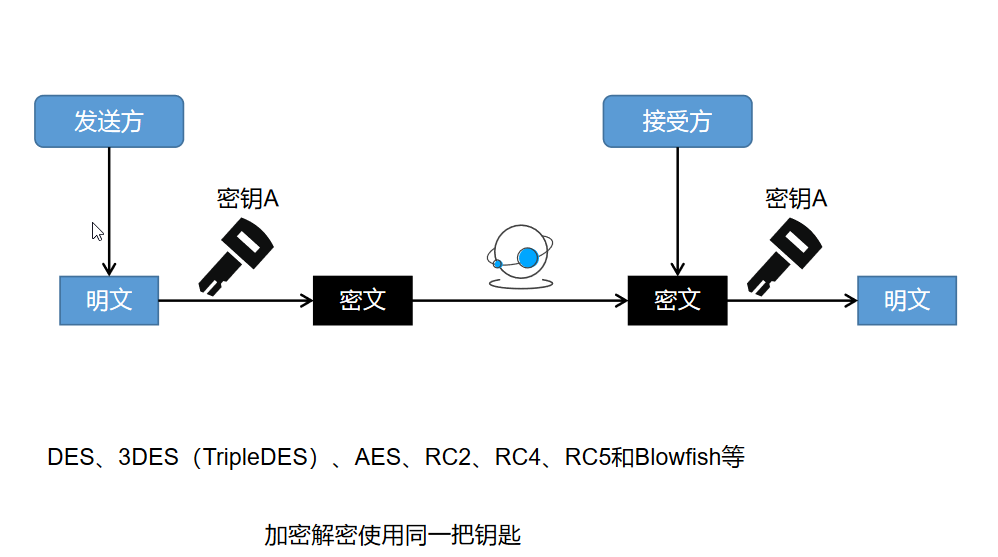 发送方
接受方
密钥A
密钥A
明文
密文
密文
明文
DES、3DES（TripleDES）、AES、RC2、RC4、RC5和Blowfish等
加密解密使用同一把钥匙